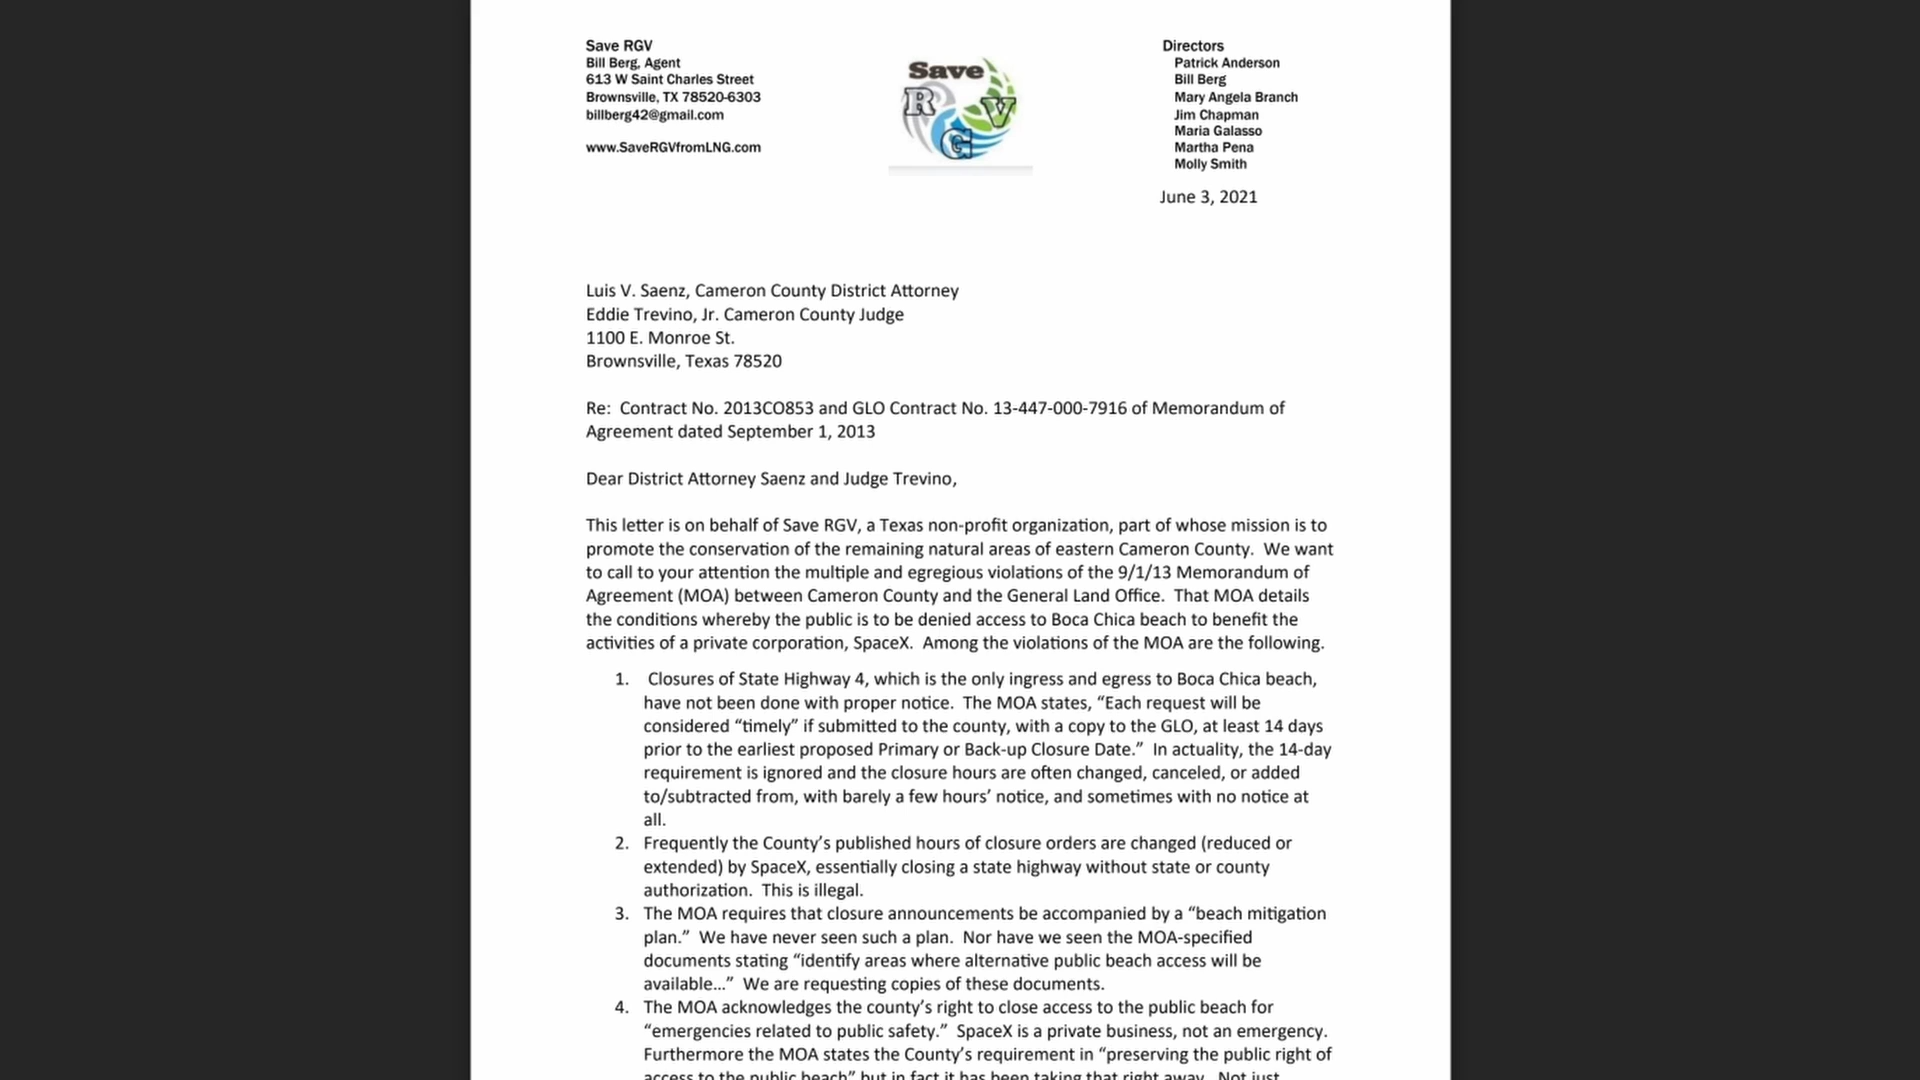 Save RGV
Bill Berg, Agent
613 W Saint Charles Street
Brownsville, TX 78520-6303
billberg42@gmail.com
www.SaveRGVfromLNG.com
Save
R
G
V
Directors
Patrick Anderson
Bill Berg
Mary Angela Branch
Jim Chapman
Maria Galasso
Martha Pena
Molly Smith
June 3, 2021
Luis V. Saenz, Cameron County District Attorney
Eddie Trevino, Jr. Cameron County Judge
1100 E. Monroe St.
Brownsville, Texas 78520
Re:  Contract No. 2013CO853 and GLO Contract No. 13-447-000-7916 of Memorandum of
Agreement dated September 1, 2013
Dear District Attorney Saenz and Judge Trevino,
This letter is on behalf of Save RGV, a Texas non-profit organization, part of whose mission is to
promote the conservation of the remaining natural areas of eastern Cameron County.  We want
to call to your attention the multiple and egregious violations of the 9/1/13 Memorandum of
Agreement (MOA) between Cameron County and the General Land Office.  That MOA details
the conditions whereby the public is to be denied access to Boca Chica beach to benefit the
activities of a private corporation, SpaceX.  Among the violations of the MOA are the following.
1.  Closures of State Highway 4, which is the only ingress and egress to Boca Chica beach,
have not been done with proper notice.  The MOA states, “Each request will be
considered “timely” if submitted to the county, with a copy to the GLO, at least 14 days
prior to the earliest proposed Primary or Back-up Closure Date.”  In actuality, the 14-day
requirement is ignored and the closure hours are often changed, canceled, or added
to/subtracted from, with barely a few hours’ notice, and sometimes with no notice at
all.
2. Frequently the County’s published hours of closure orders are changed (reduced or
extended) by SpaceX, essentially closing a state highway without state or county
authorization.  This is illegal.
3. The MOA requires that closure announcements be accompanied by a “beach mitigation
plan.”  We have never seen such a plan.  Nor have we seen the MOA-specified
documents stating “identify areas where alternative public beach access will be
available…”  We are requesting copies of these documents.
4. The MOA acknowledges the county’s right to close access to the public beach for
“emergencies related to public safety.”  SpaceX is a private business, not an emergency.
Furthermore the MOA states the County’s requirement in “preserving the public right of
access to the public beach” but in fact it has been taking that right away.  Not just